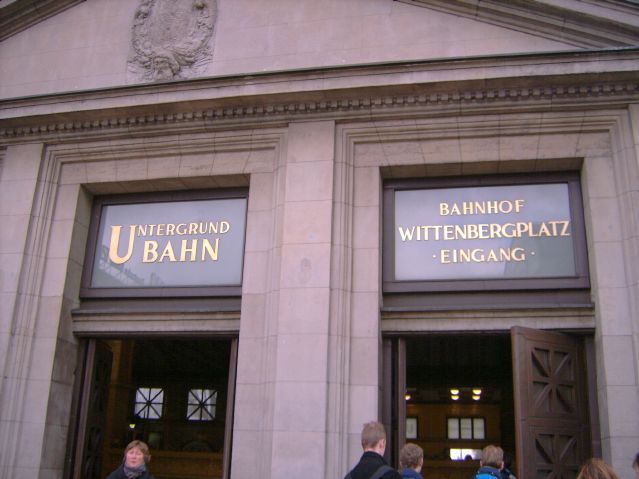 UNTERGRUND
BAHN
BAHNHOF
WITTENBERGPLATZ
· EINGANG ·